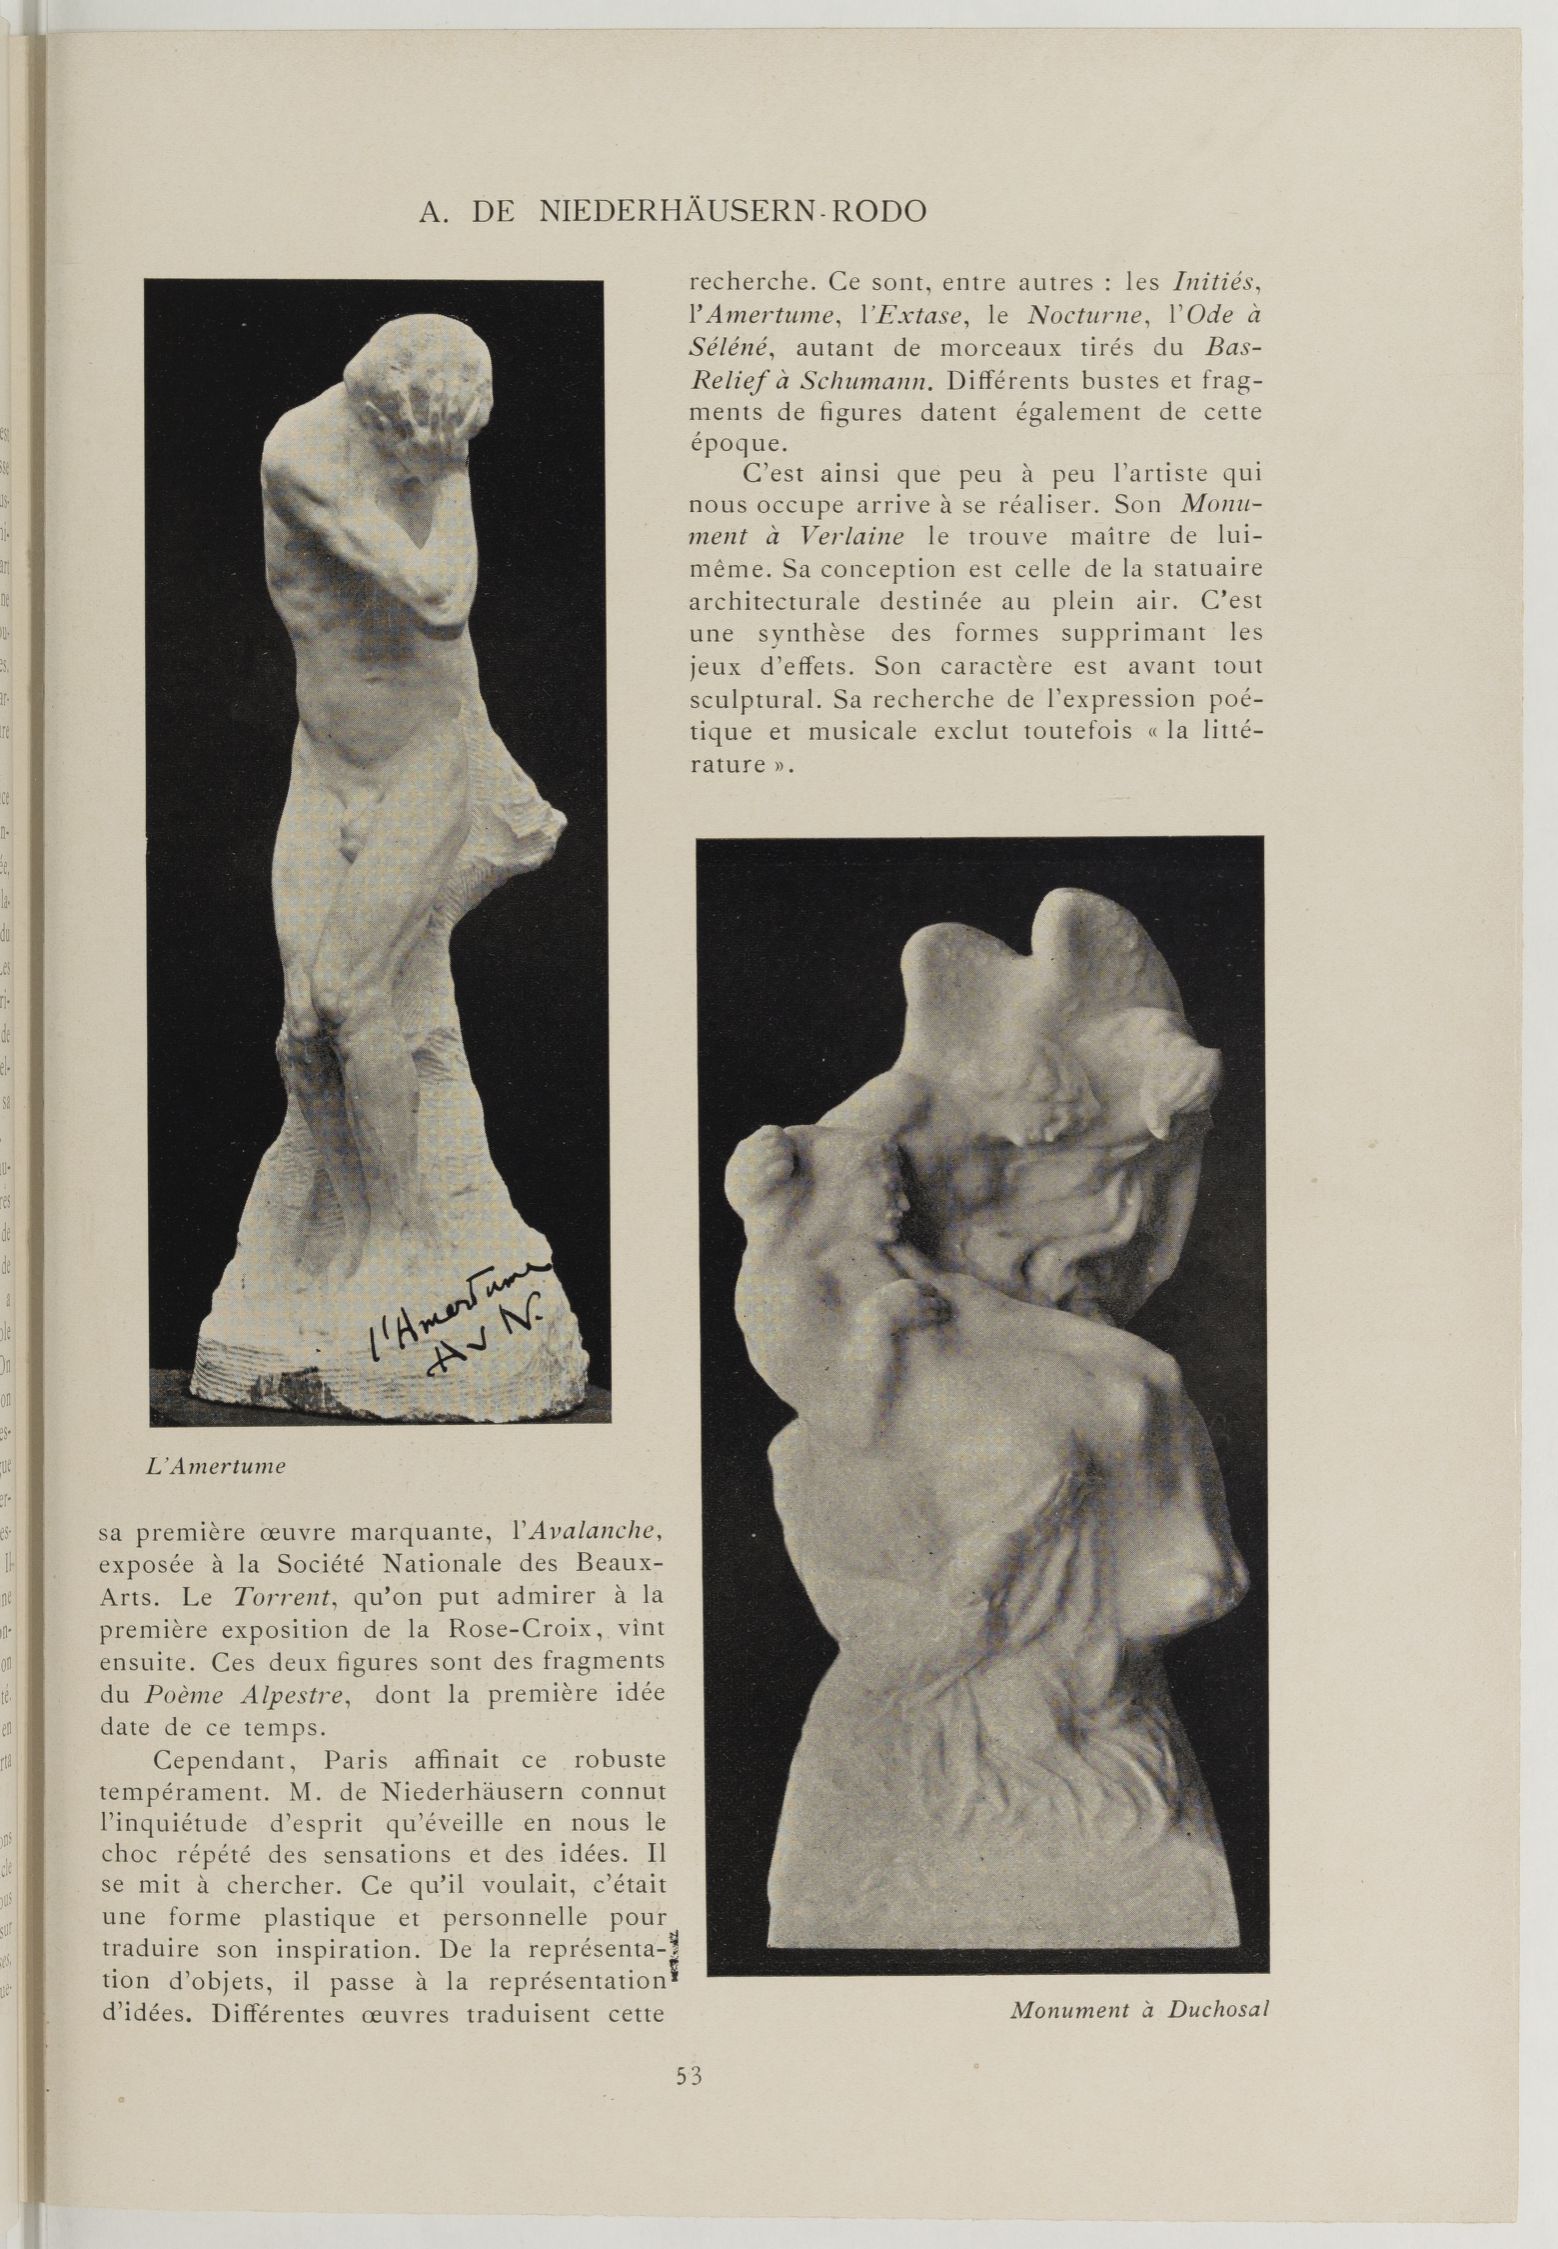 A. DE NIEDERHÄUSERN-RODO
l'Amertume
A v N.
L'Amertume
sa première œuvre marquante, l'Avalanche,
exposée à la Société Nationale des Beaux-
Arts. Le Torrent, qu'on put admirer à la
première exposition de la Rose-Croix, vint
ensuite. Ces deux figures sont des fragments
du Poème Alpestre, dont la première idée
date de ce temps.
Cependant, Paris affinait ce robuste
tempérament. M. de Niederhäusern connut
l'inquiétude d'esprit qu'éveille en nous le
choc répété des sensations et des idées. Il
se mit à chercher. Ce qu'il voulait, c'était
une forme plastique et personnelle pour
traduire son inspiration. De la représenta-
tion d'objets, il passe à la représentation
d'idées. Différentes œuvres traduisent cette
recherche. Ce sont, entre autres : les Initiés,
l'Amertume, l'Extase, le Nocturne, l'Ode à
Séléné, autant de morceaux tirés du Bas-
Relief à Schumann. Différents bustes et frag-
ments de figures datent également de cette
époque.
C'est ainsi que peu à peu l'artiste qui
nous occupe arrive à se réaliser. Son Monu-
ment à Verlaine le trouve maître de lui-
même. Sa conception est celle de la statuaire
architecturale destinée au plein air. C'est
une synthèse des formes supprimant les
jeux d'effets. Son caractère est avant tout
sculptural. Sa recherche de l'expression poé-
tique et musicale exclut toutefois « la litté-
rature ».
Monument à Duchosal
53